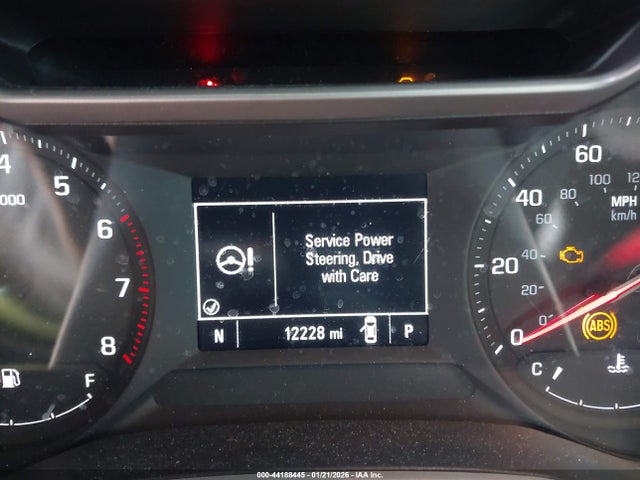 4
5
6
7
8
000
F
Service Power
Steering, Drive
with Care
N 12228 mi P
60
40
20
0
100
80
60
40
0
12
MPH
km/h
ABS
C
000-44188445 - 01/21/2026 - IAA Inc.